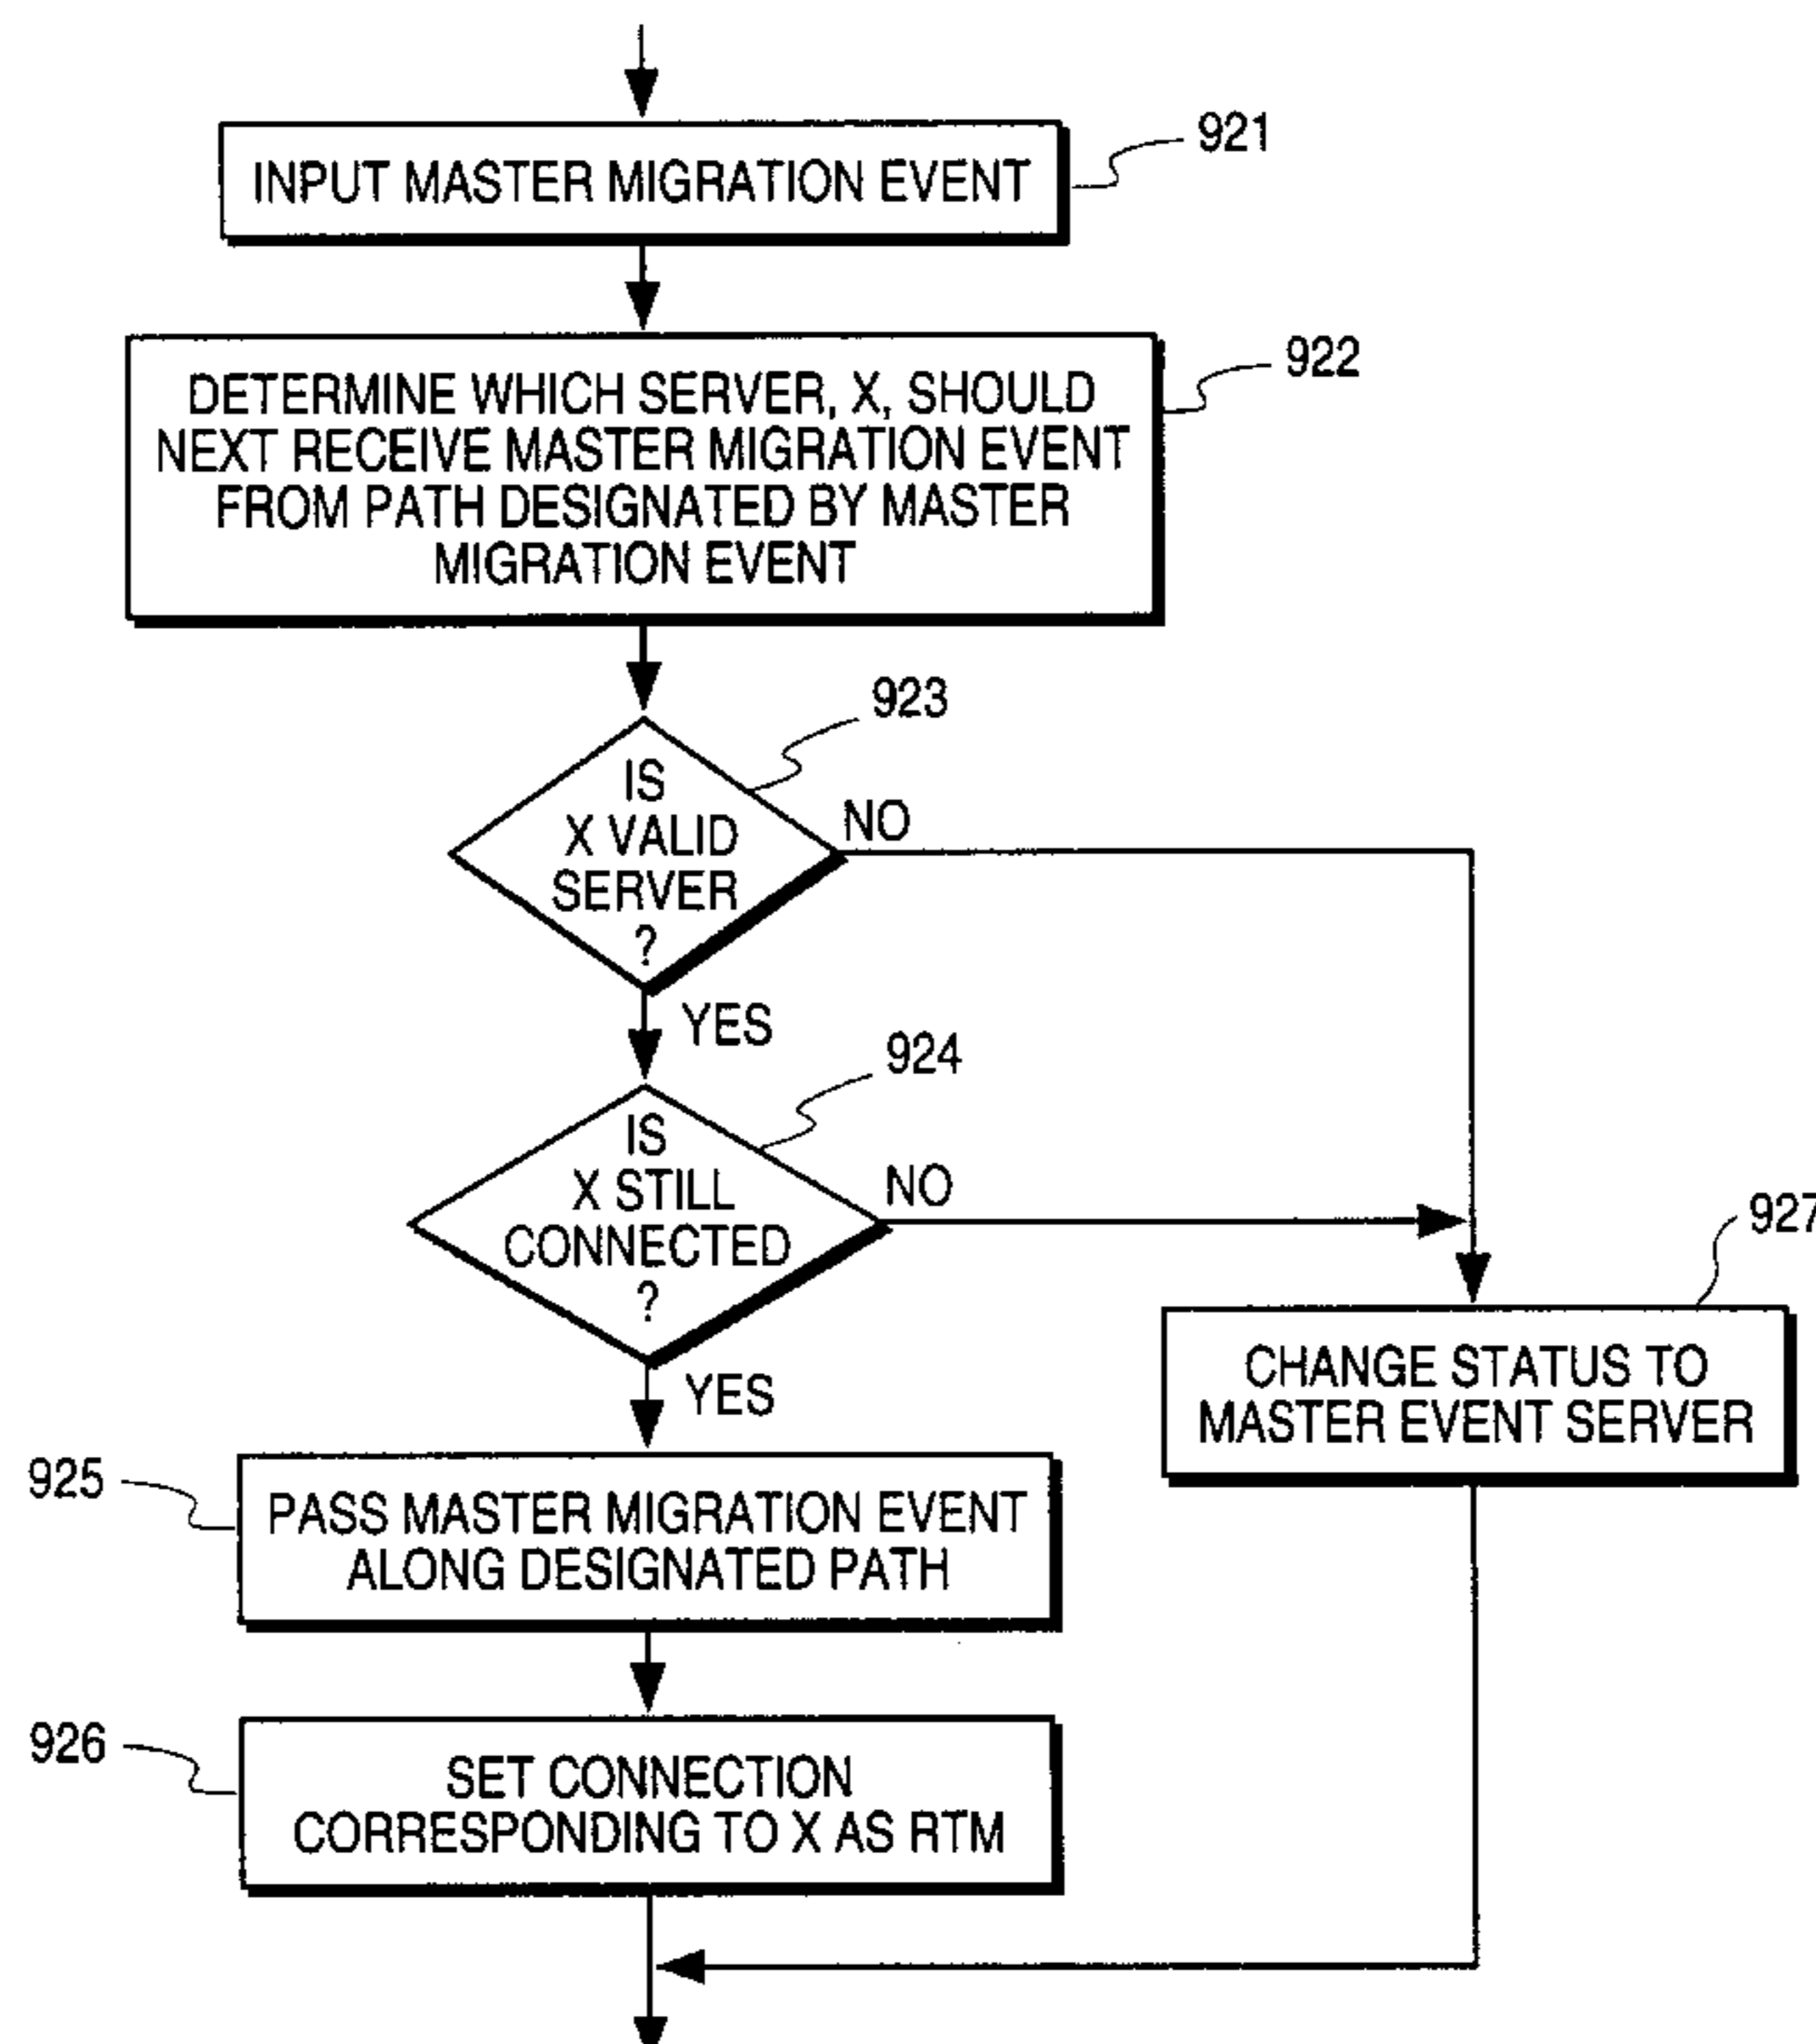 INPUT MASTER MIGRATION EVENT
921
DETERMINE WHICH SERVER, X, SHOULD
NEXT RECEIVE MASTER MIGRATION EVENT
FROM PATH DESIGNATED BY MASTER
MIGRATION EVENT
922
923
IS
X VALID
SERVER
?
NO
YES
924
IS
X STILL
CONNECTED
?
NO
YES
927
CHANGE STATUS TO
MASTER EVENT SERVER
925
PASS MASTER MIGRATION EVENT
ALONG DESIGNATED PATH
926
SET CONNECTION
CORRESPONDING TO X AS RTM